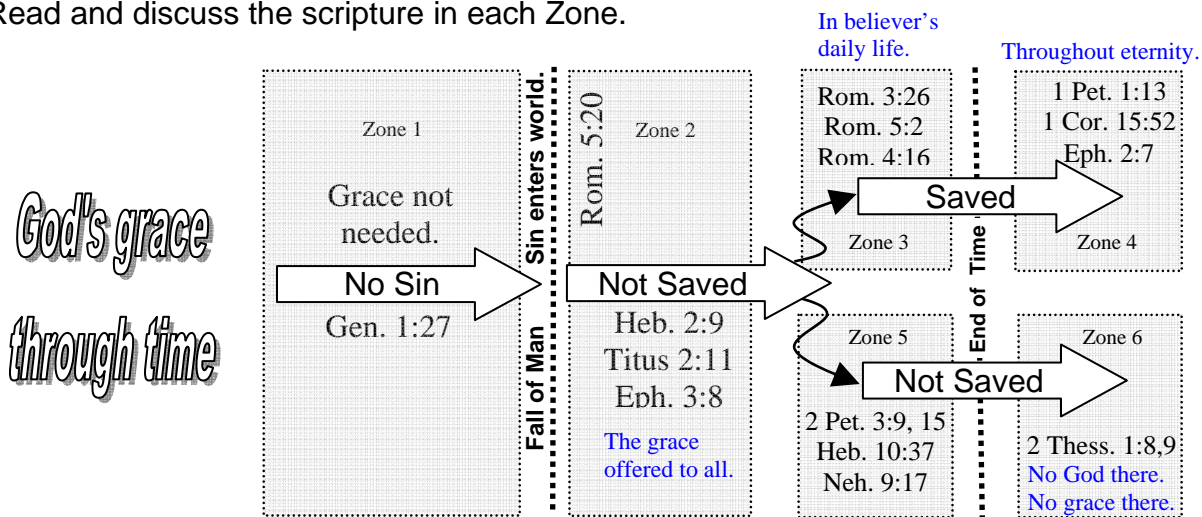 Read and discuss the scripture in each Zone.
God's grace
through time
Zone 1
Grace not
needed.
No Sin
Gen. 1:27
Fall of Man Sin enters world.
Rom. 5:20
Zone 2
Not Saved
Heb. 2:9
Titus 2:11
Eph. 3:8
The grace
offered to all.
In believer's
daily life.
Rom. 3:26
Rom. 5:2
Rom. 4:16
Saved
Zone 3
End of Time
Throughout eternity.
1 Pet. 1:13
1 Cor. 15:52
Eph. 2:7
Zone 4
Zone 5
Not Saved
2 Pet. 3:9, 15
Heb. 10:37
Neh. 9:17
Zone 6
2 Thess. 1:8,9
No God there.
No grace there.